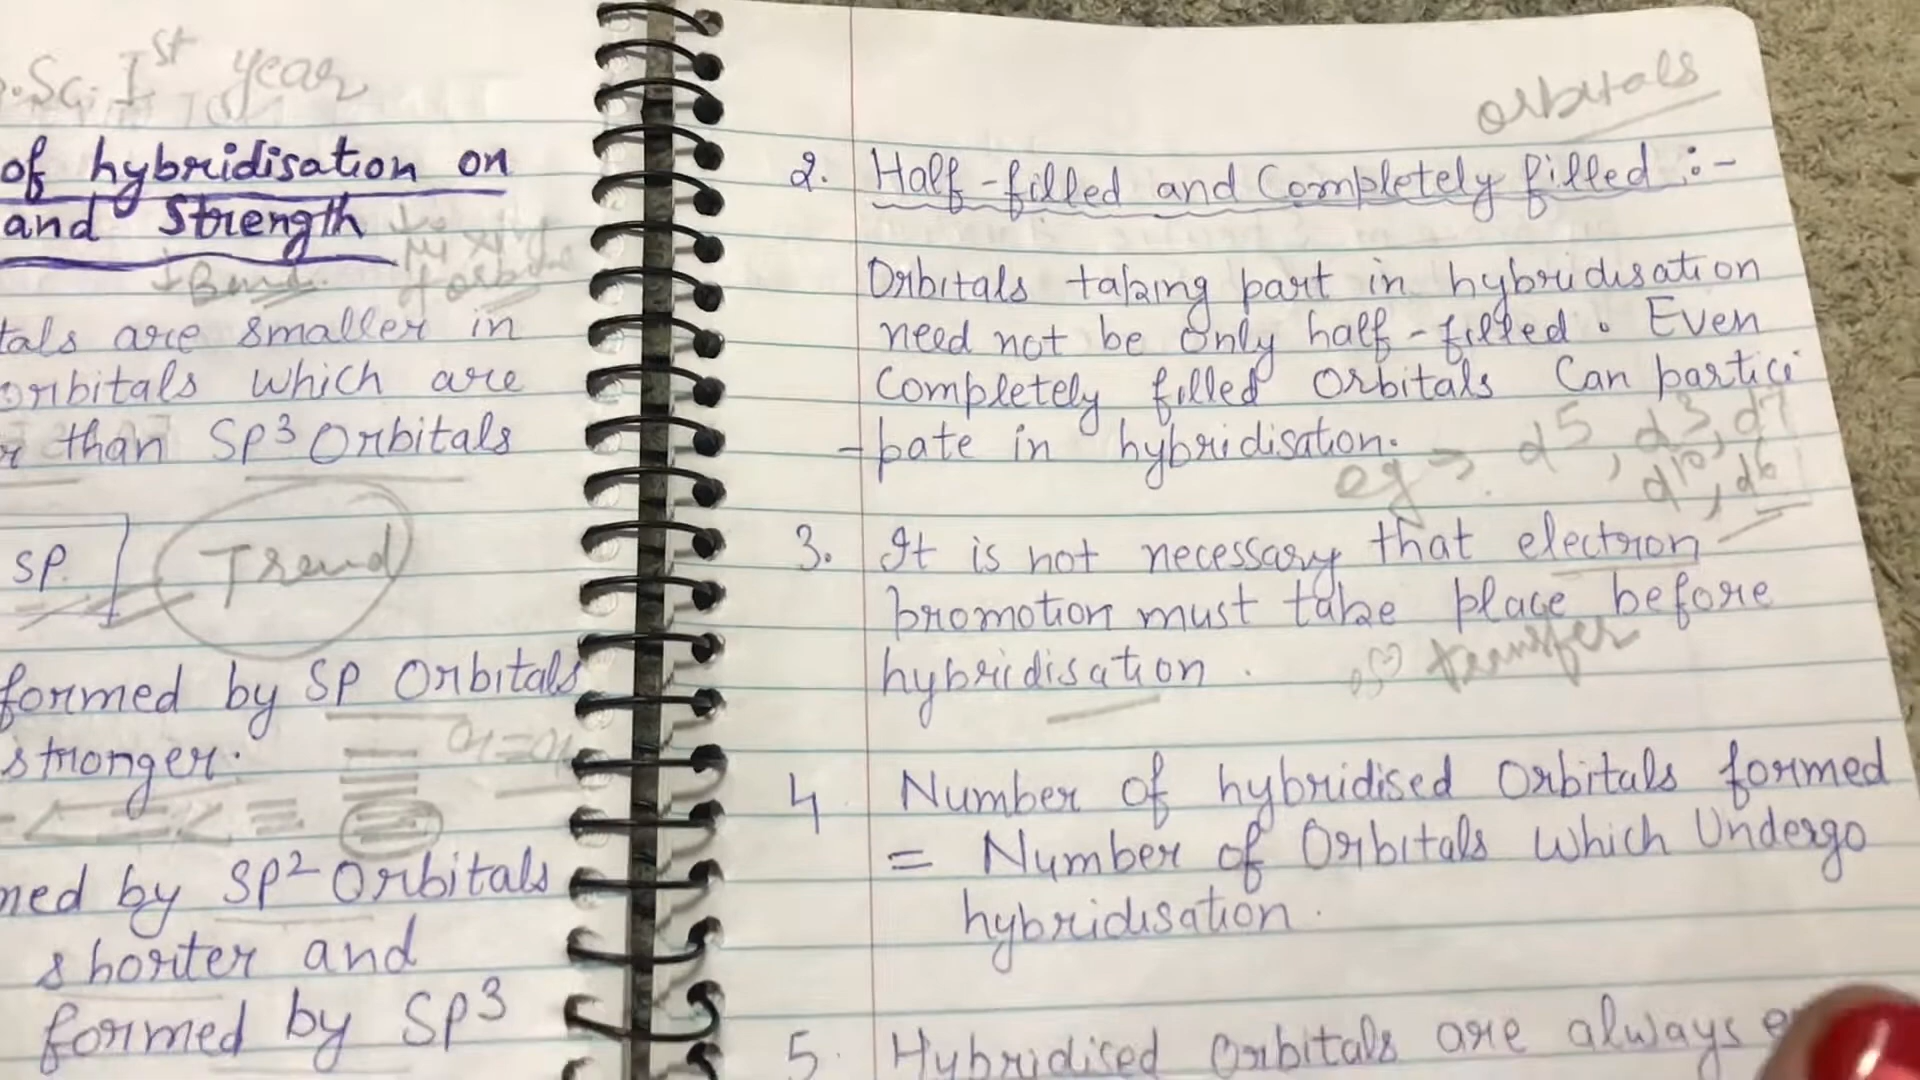 .Sc. Ist year
of hybridisation on
and Strength
Bond
tals are smaller in
orbitals which are
than SP3 Orbitals
SP.
Trend
formed by SP Orbitals
stronger.
med by SP2 Orbitals
shorter and
formed by SP3
orbitals
2. Half-filled and Completely filled :-
Orbitals taking part in hybridisation
need not be only half-filled. Even
Completely filled Orbitals Can partici
-pate in hybridisation.
eg → d5, d3, d7
d10, d6
3. It is not necessary that electron
promotion must take place before
hybridisation.
transfer
4 Number of hybridised Orbitals formed
= Number of Orbitals which Undergo
hybridisation.
5. Hybridised Orbitals are always